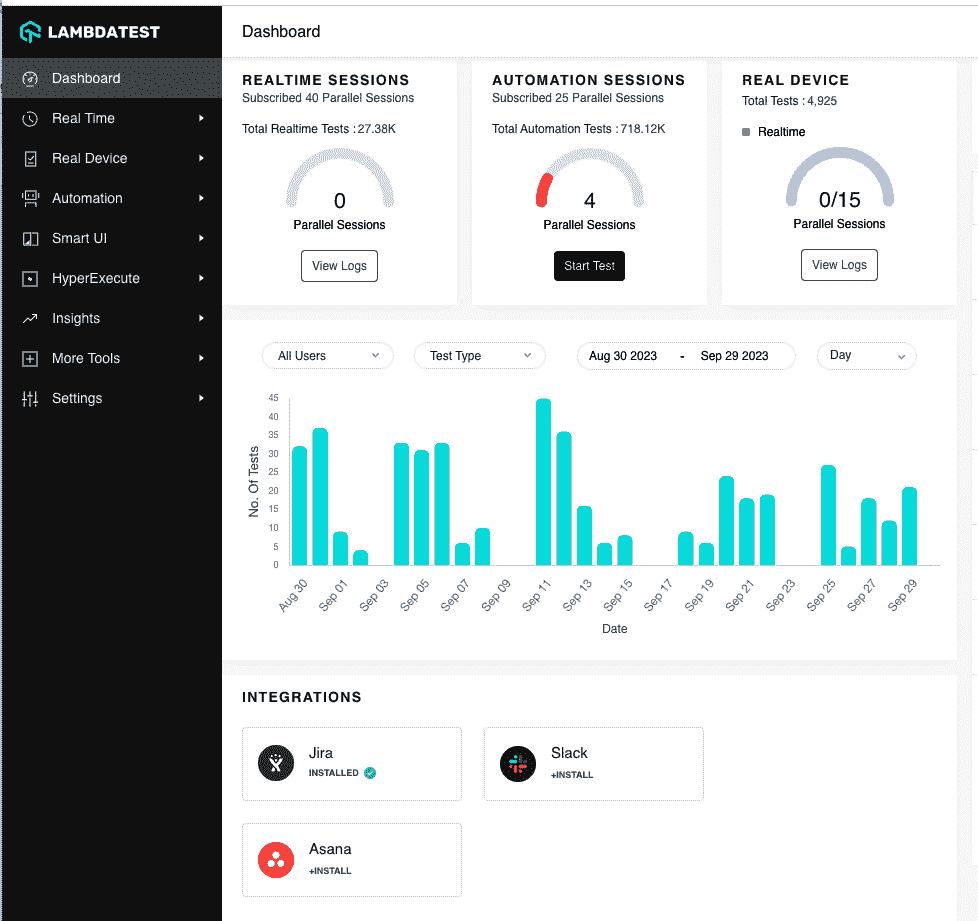 LAMBDATEST
Dashboard
Real Time
Real Device
Automation
Smart UI
HyperExecute
Insights
More Tools
Settings
Dashboard
REALTIME SESSIONS
Subscribed 40 Parallel Sessions
Total Realtime Tests : 27.38K
0
Parallel Sessions
View Logs
AUTOMATION SESSIONS
Subscribed 25 Parallel Sessions
Total Automation Tests : 718.12K
4
Parallel Sessions
Start Test
REAL DEVICE
Total Tests : 4,925
Realtime
0/15
Parallel Sessions
View Logs
All Users
Test Type
Aug 30 2023 - Sep 29 2023
Day
No. Of Tests
45
40
35
30
25
20
15
10
5
0
Aug 30
Sep 01
Sep 03
Sep 05
Sep 07
Sep 09
Sep 11
Sep 13
Sep 15
Sep 17
Sep 19
Sep 21
Sep 23
Sep 25
Sep 27
Sep 29
Date
INTEGRATIONS
Jira
INSTALLED
Slack
+INSTALL
Asana
+INSTALL